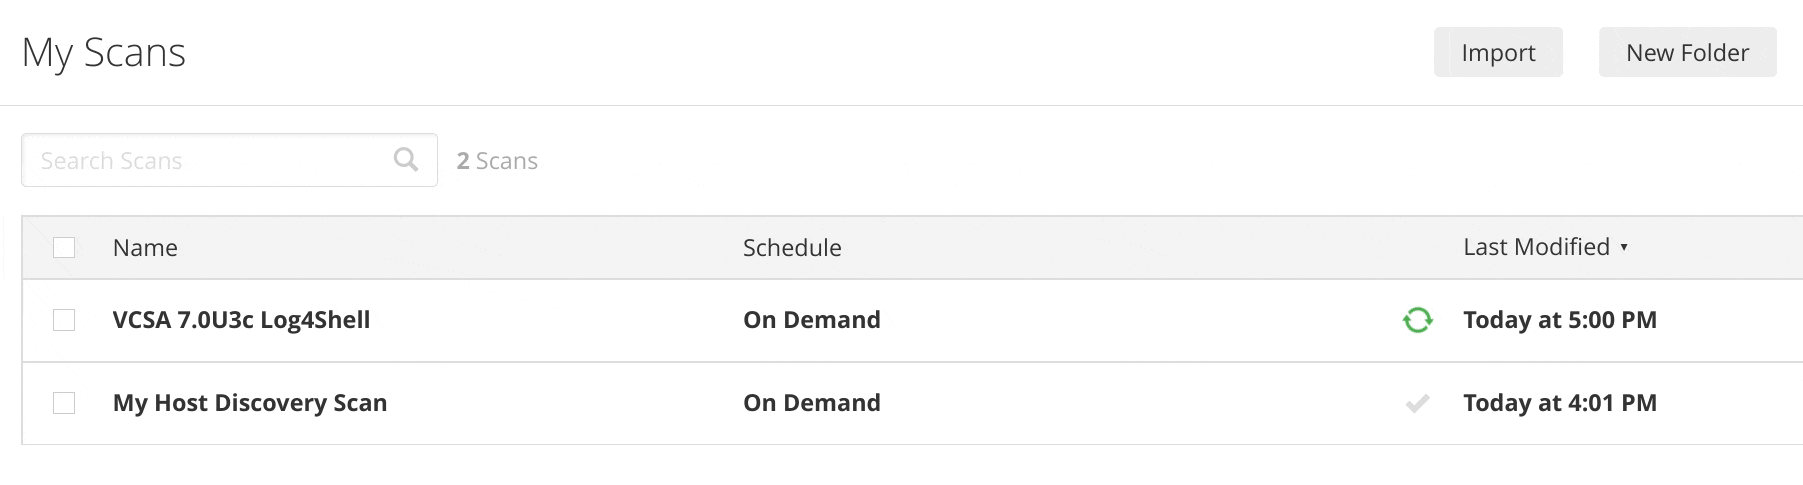 My Scans
Import
New Folder
Search Scans
2 Scans
Name Schedule Last Modified
VCSA 7.0U3c Log4Shell On Demand Today at 5:00 PM
My Host Discovery Scan On Demand Today at 4:01 PM